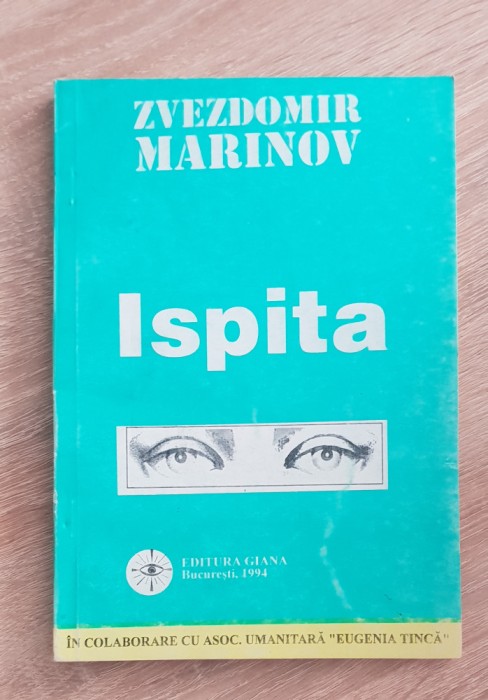 ZVEZDOMIR
MARINOV
Ispita
EDITURA GIANA
București, 1994
ÎN COLABORARE CU ASOC. UMANITARĂ "EUGENIA TINCĂ"